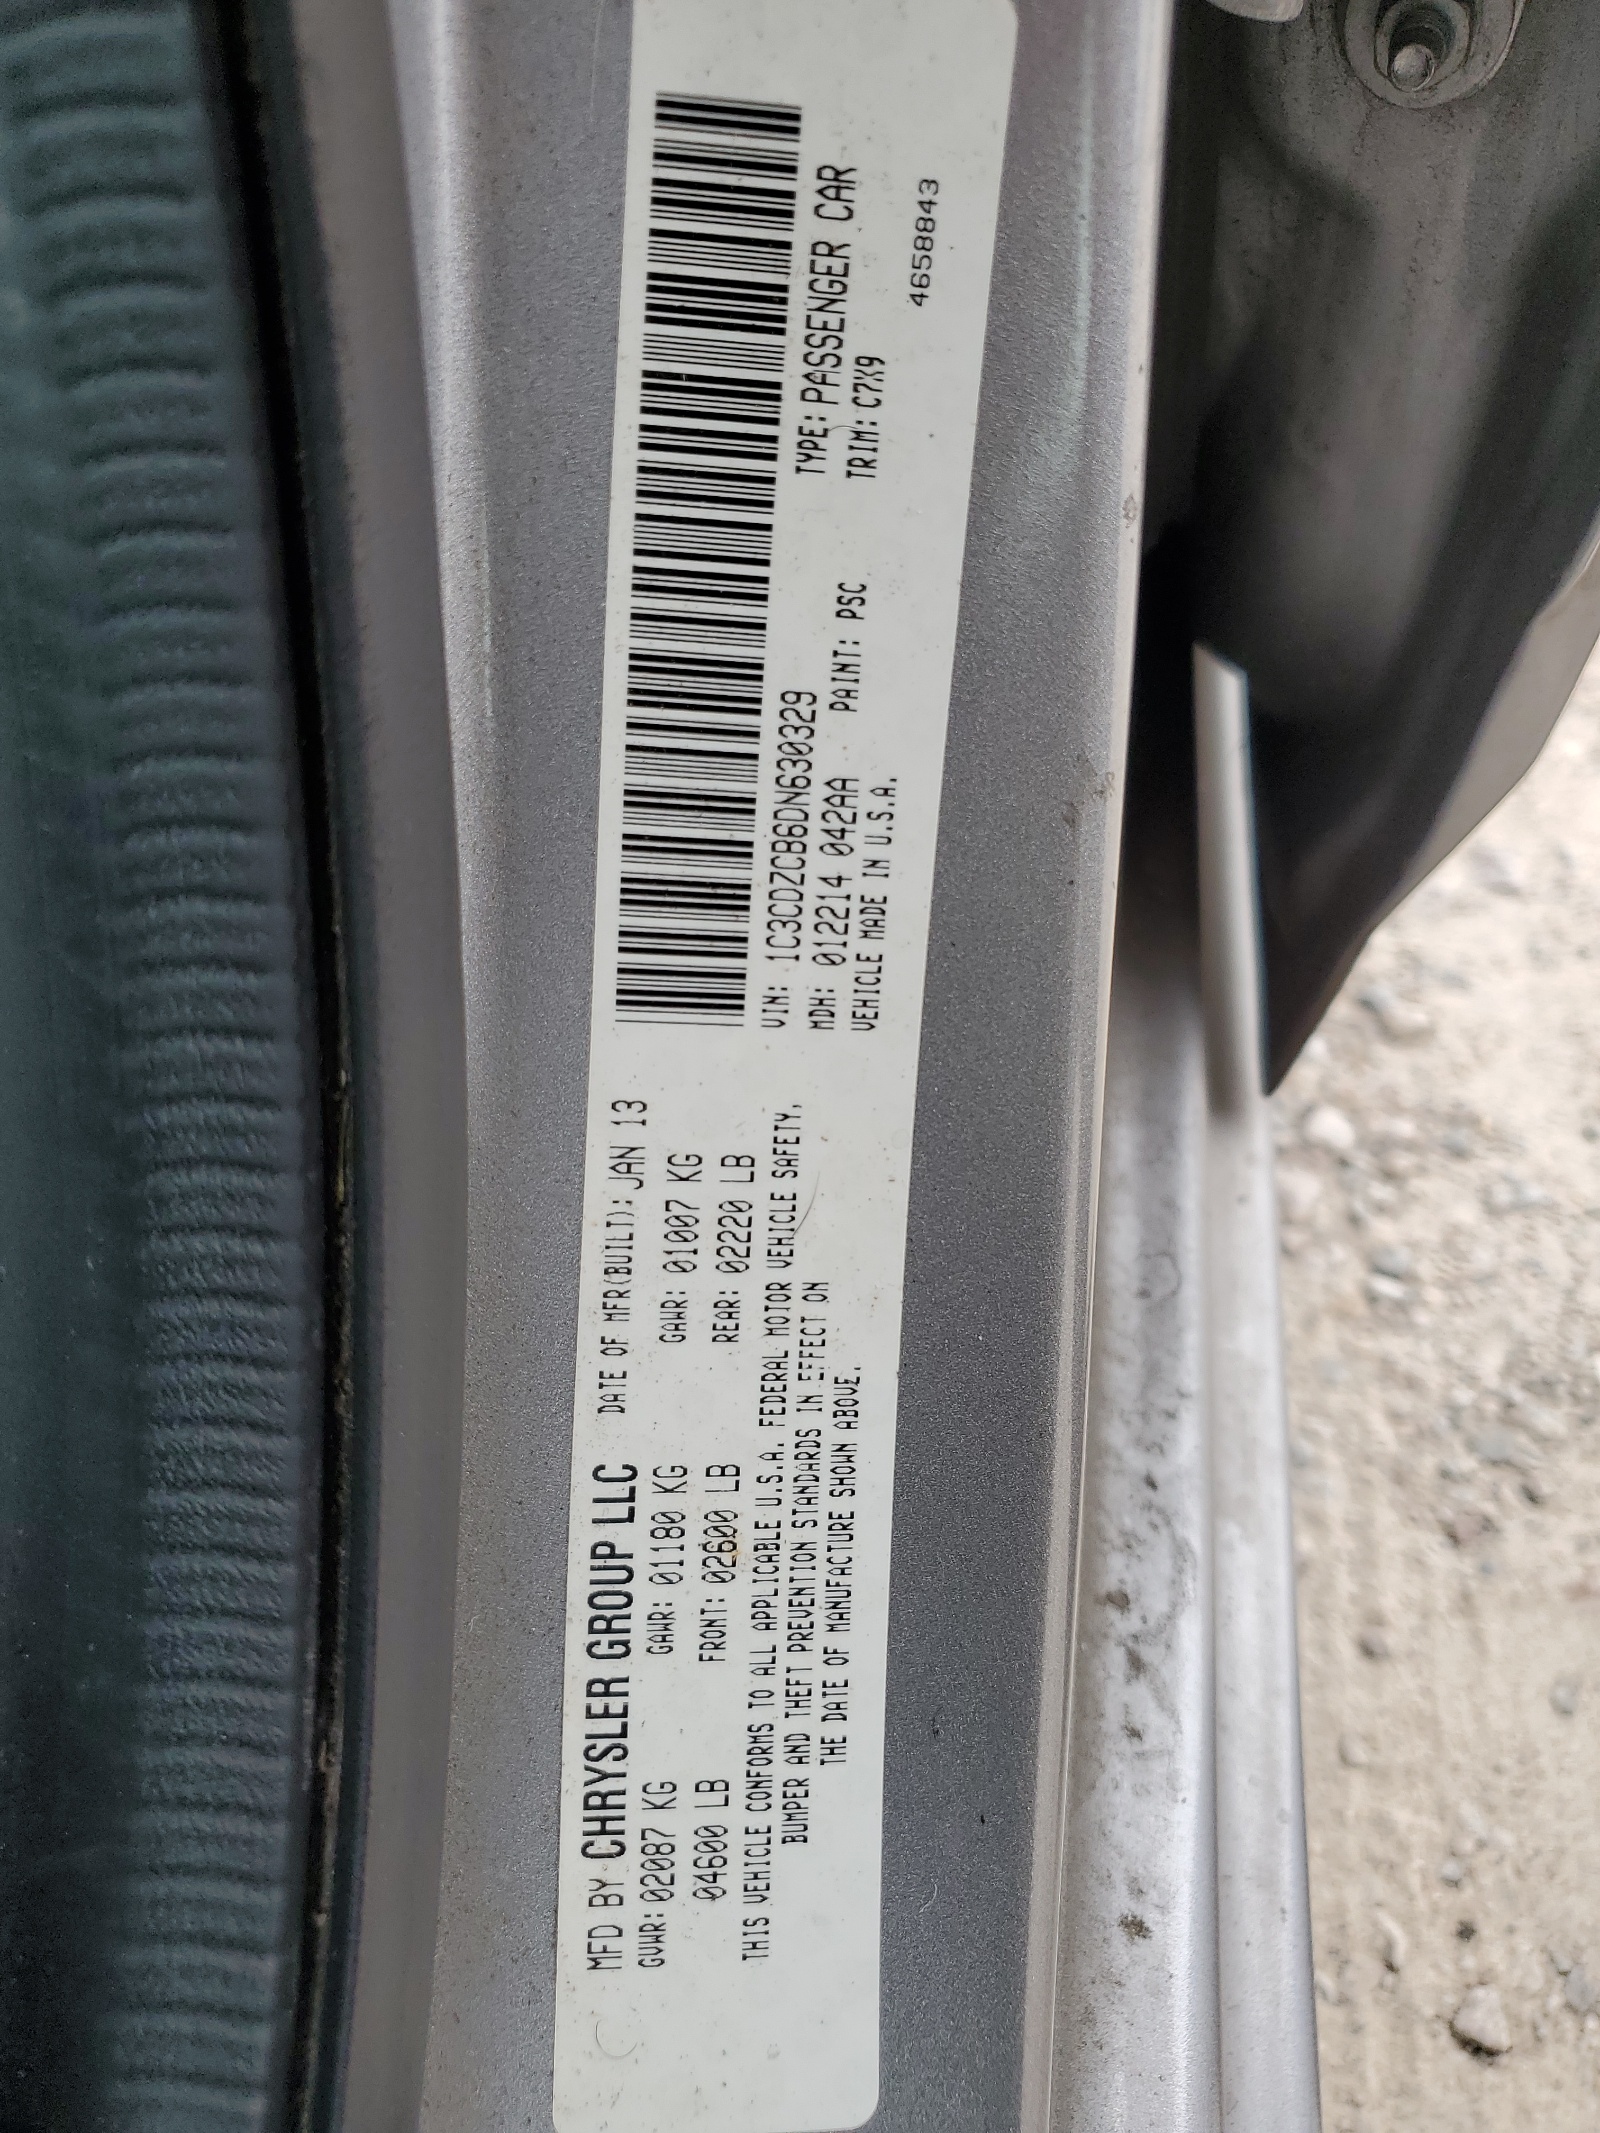 MFD BY CHRYSLER GROUP LLC DATE OF MFR(BUILT): JAN 13
GVWR: 02087 KG GAWR: 01180 KG GAWR: 01007 KG
04600 LB FRONT: 02600 LB REAR: 02220 LB
THIS VEHICLE CONFORMS TO ALL APPLICABLE U.S.A. FEDERAL MOTOR VEHICLE SAFETY,
BUMPER AND THEFT PREVENTION STANDARDS IN EFFECT ON
THE DATE OF MANUFACTURE SHOWN ABOVE.
VIN: 1C3CDZCB6DN630329 TYPE: PASSENGER CAR
MDH: 012214 042AA PAINT: PSC TRIM: C7X9
VEHICLE MADE IN U.S.A.
4658843